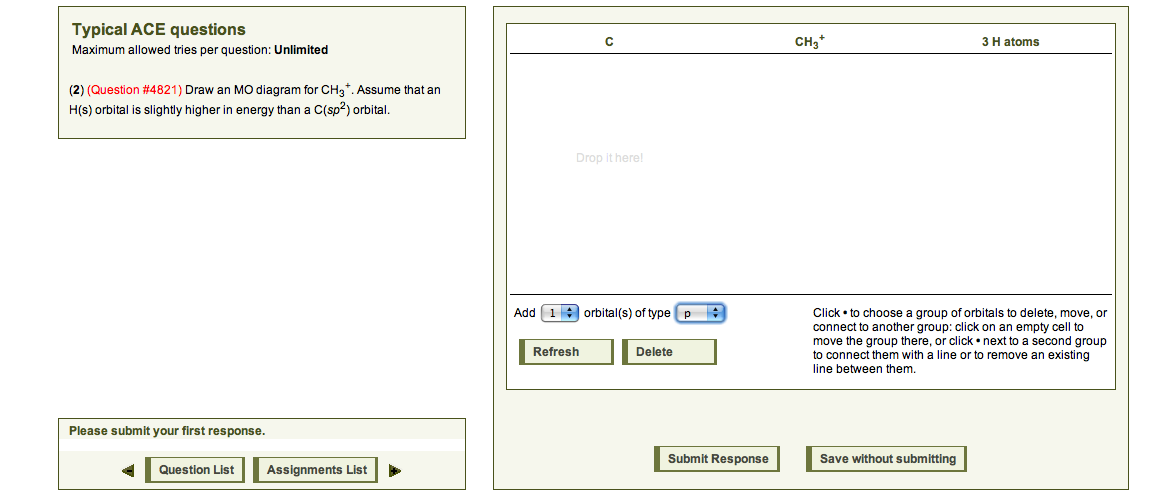 Typical ACE questions
Maximum allowed tries per question: Unlimited
(2) (Question #4821) Draw an MO diagram for CH3+. Assume that an
H(s) orbital is slightly higher in energy than a C(sp2) orbital.
Please submit your first response.
Question List
Assignments List
C
CH3+
3 H atoms
Drop it here!
Add 1 orbital(s) of type p
Refresh
Delete
Click • to choose a group of orbitals to delete, move, or
connect to another group: click on an empty cell to
move the group there, or click • next to a second group
to connect them with a line or to remove an existing
line between them.
Submit Response
Save without submitting